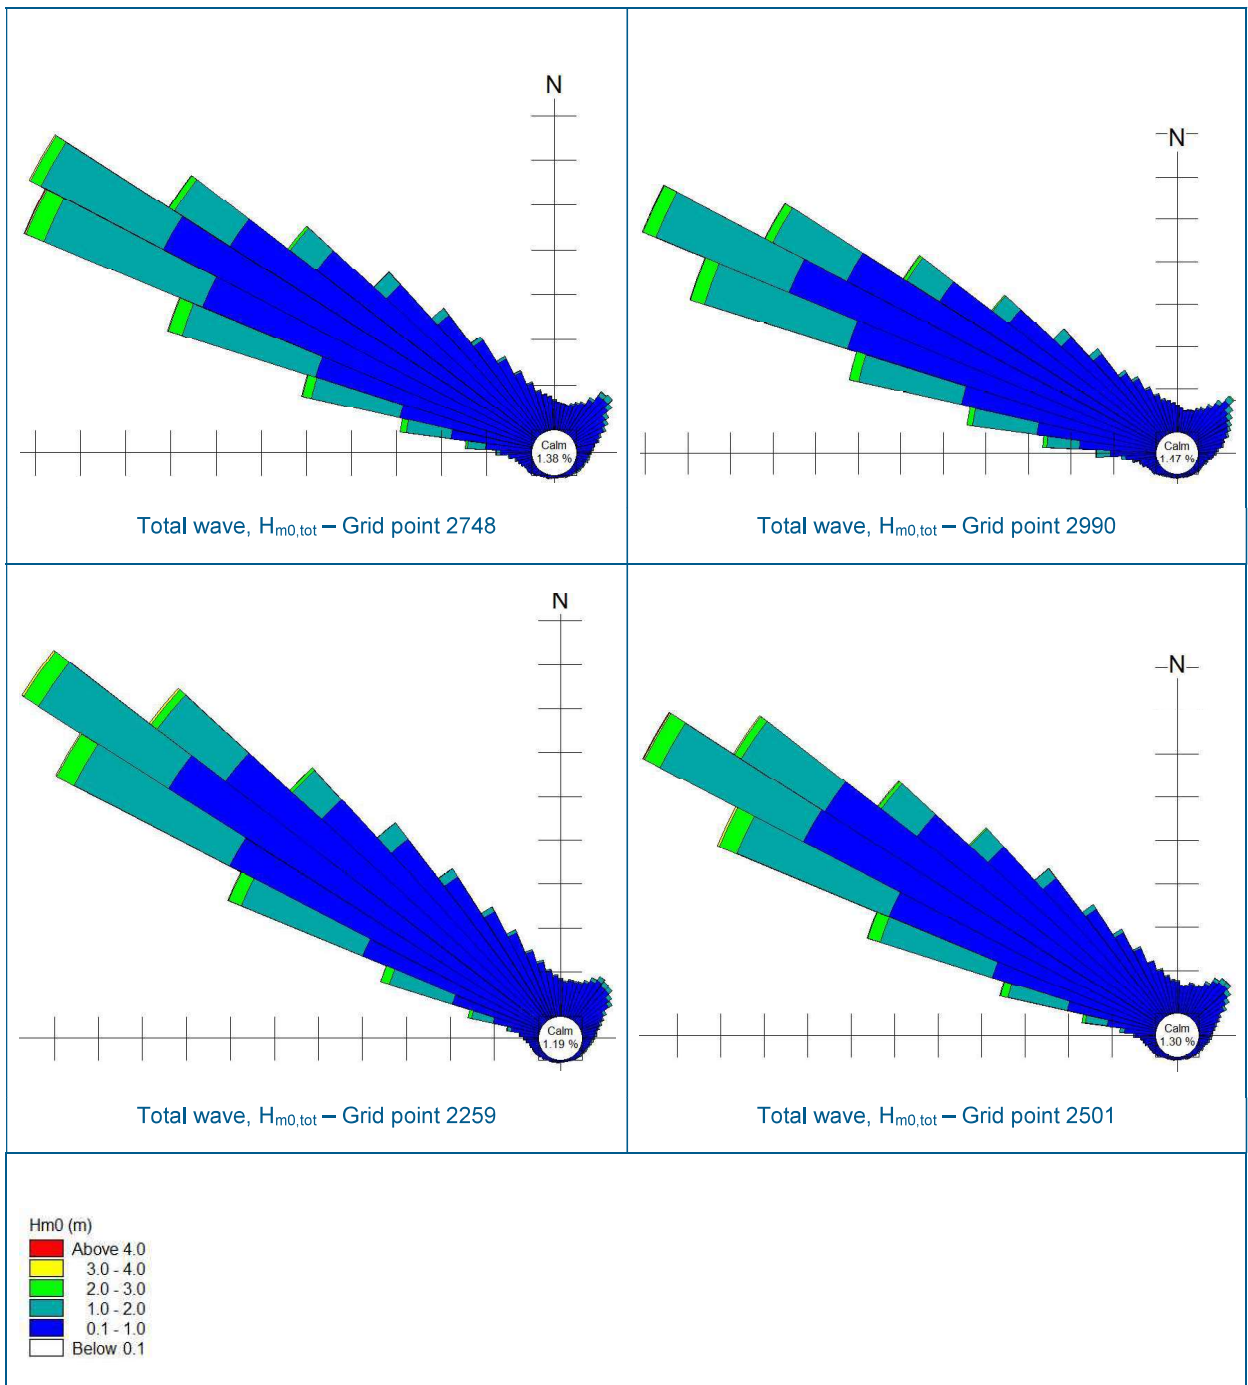 N
Calm
1.38 %
Total wave, Hm0,tot – Grid point 2748
N
Calm
1.47 %
Total wave, Hm0,tot – Grid point 2990
N
Calm
1.19 %
Total wave, Hm0,tot – Grid point 2259
N
Calm
1.30 %
Total wave, Hm0,tot – Grid point 2501
Hm0 (m)
Above 4.0
3.0 - 4.0
2.0 - 3.0
1.0 - 2.0
0.1 - 1.0
Below 0.1